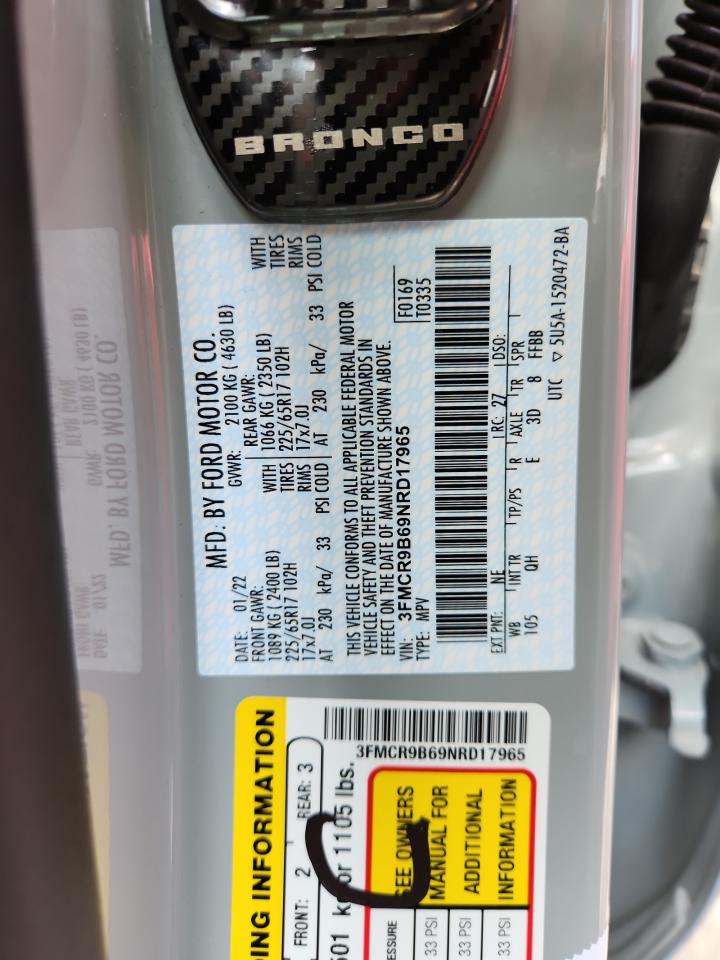 BRONCO
MFD. BY FORD MOTOR CO.
DATE: 01/22 GVWR: 2100 KG ( 4630 LB)
FRONT GAWR: REAR GAWR:
1089 KG ( 2400 LB) WITH 1066 KG ( 2350 LB) WITH
225/65R17 102H TIRES 225/65R17 102H TIRES
17x7.0J RIMS 17x7.0J RIMS
AT 230 kPa/ 33 PSI COLD AT 230 kPa/ 33 PSI COLD
THIS VEHICLE CONFORMS TO ALL APPLICABLE FEDERAL MOTOR
VEHICLE SAFETY AND THEFT PREVENTION STANDARDS IN
EFFECT ON THE DATE OF MANUFACTURE SHOWN ABOVE.
VIN: 3FMCR9B69NRD17965
TYPE: MPV
F0169
T0335
EXT PNT: NE RC: 27 DSO:
WB INT TR TP/PS R AXLE TR SPR
105 QH E 3D 8 FFBB
UTC ▽ 5U5A-1520472-BA
DING INFORMATION
FRONT: 2 REAR: 3
501 kg or 1105 lbs.
3FMCR9B69NRD17965
ESSURE
33 PSI
33 PSI
33 PSI
SEE OWNERS
MANUAL FOR
ADDITIONAL
INFORMATION